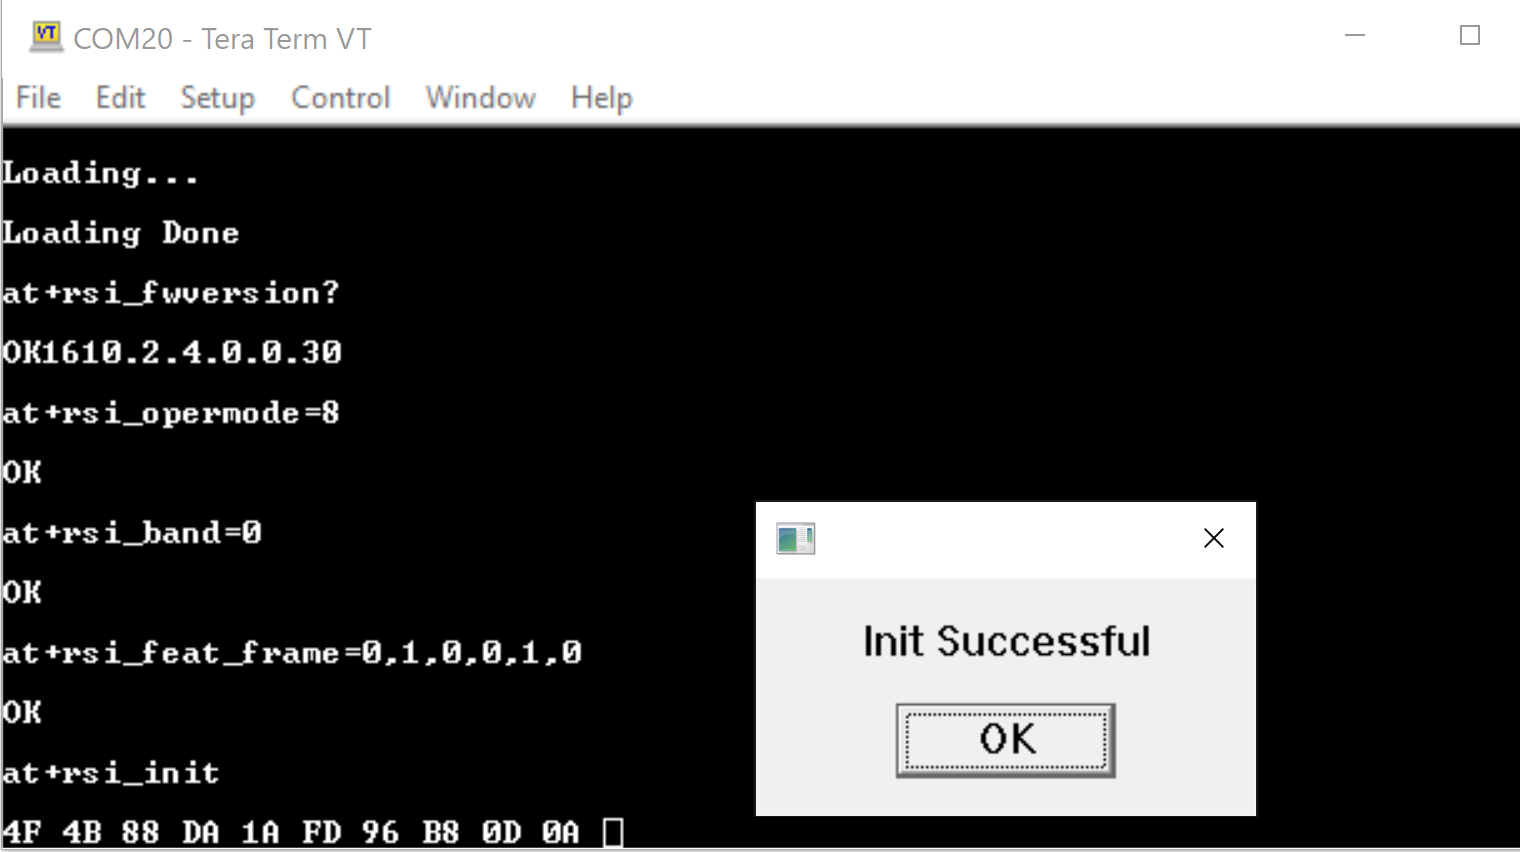 VT COM20 - Tera Term VT
File Edit Setup Control Window Help
Loading...
Loading Done
at+rsi_fwversion?
OK1610.2.4.0.0.30
at+rsi_opermode=8
OK
at+rsi_band=0
OK
at+rsi_feat_frame=0,1,0,0,1,0
OK
at+rsi_init
4F 4B 88 DA 1A FD 96 B8 0D 0A
Init Successful
OK